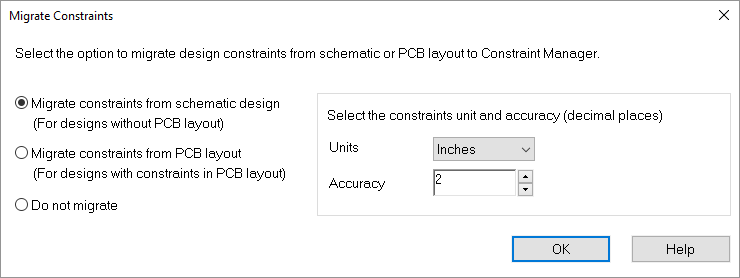 Migrate Constraints
Select the option to migrate design constraints from schematic or PCB layout to Constraint Manager.
Migrate constraints from schematic design
(For designs without PCB layout)
Migrate constraints from PCB layout
(For designs with constraints in PCB layout)
Do not migrate
Select the constraints unit and accuracy (decimal places)
Units
Inches
Accuracy
2
OK
Help